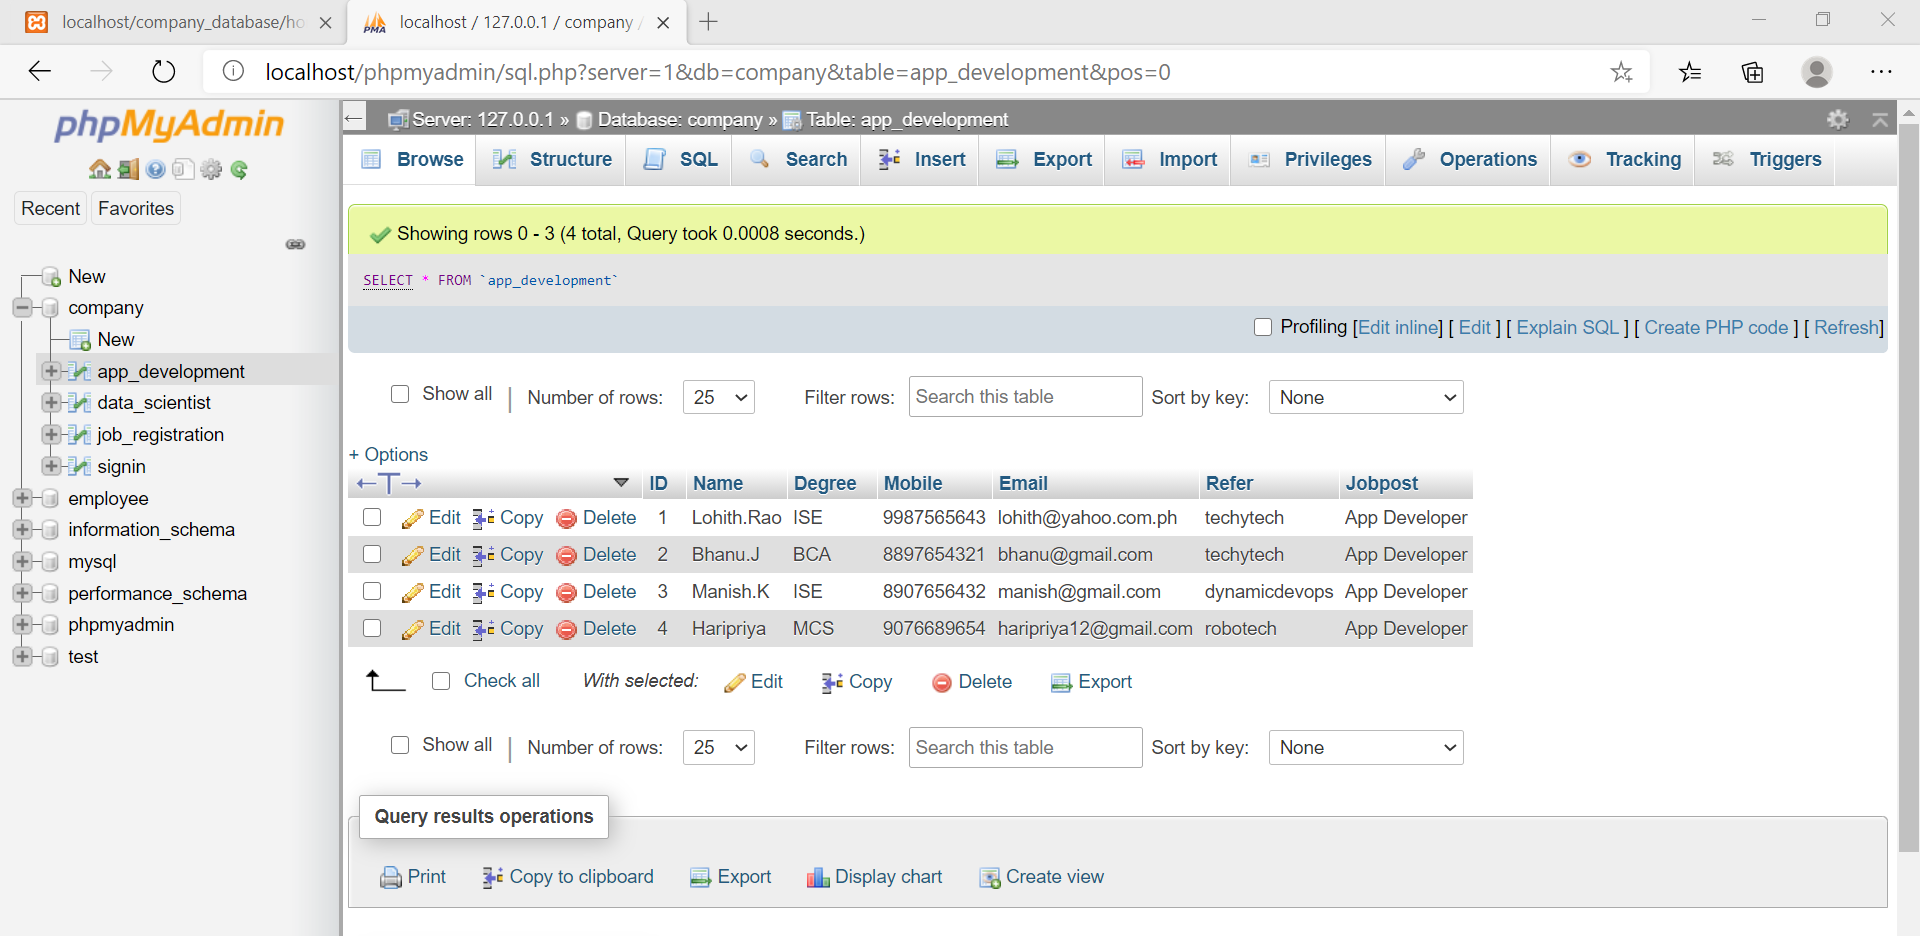 localhost/company_database/ho
localhost / 127.0.0.1 / company /
localhost/phpmyadmin/sql.php?server=1&db=company&table=app_development&pos=0
phpMyAdmin
Recent Favorites
New
company
New
app_development
data_scientist
job_registration
signin
employee
information_schema
mysql
performance_schema
phpmyadmin
test
Server: 127.0.0.1 » Database: company » Table: app_development
Browse Structure SQL Search Insert Export Import Privileges Operations Tracking Triggers
Showing rows 0 - 3 (4 total, Query took 0.0008 seconds.)
SELECT * FROM `app_development`
Profiling [Edit inline] [ Edit ] [ Explain SQL ] [ Create PHP code ] [ Refresh]
Show all | Number of rows: 25 Filter rows: Search this table Sort by key: None
+ Options
←T→ ID Name Degree Mobile Email Refer Jobpost
Edit Copy Delete 1 Lohith.Rao ISE 9987565643 lohith@yahoo.com.ph techytech App Developer
Edit Copy Delete 2 Bhanu.J BCA 8897654321 bhanu@gmail.com techytech App Developer
Edit Copy Delete 3 Manish.K ISE 8907656432 manish@gmail.com dynamicdevops App Developer
Edit Copy Delete 4 Haripriya MCS 9076689654 haripriya12@gmail.com robotech App Developer
Check all With selected: Edit Copy Delete Export
Show all | Number of rows: 25 Filter rows: Search this table Sort by key: None
Query results operations
Print Copy to clipboard Export Display chart Create view